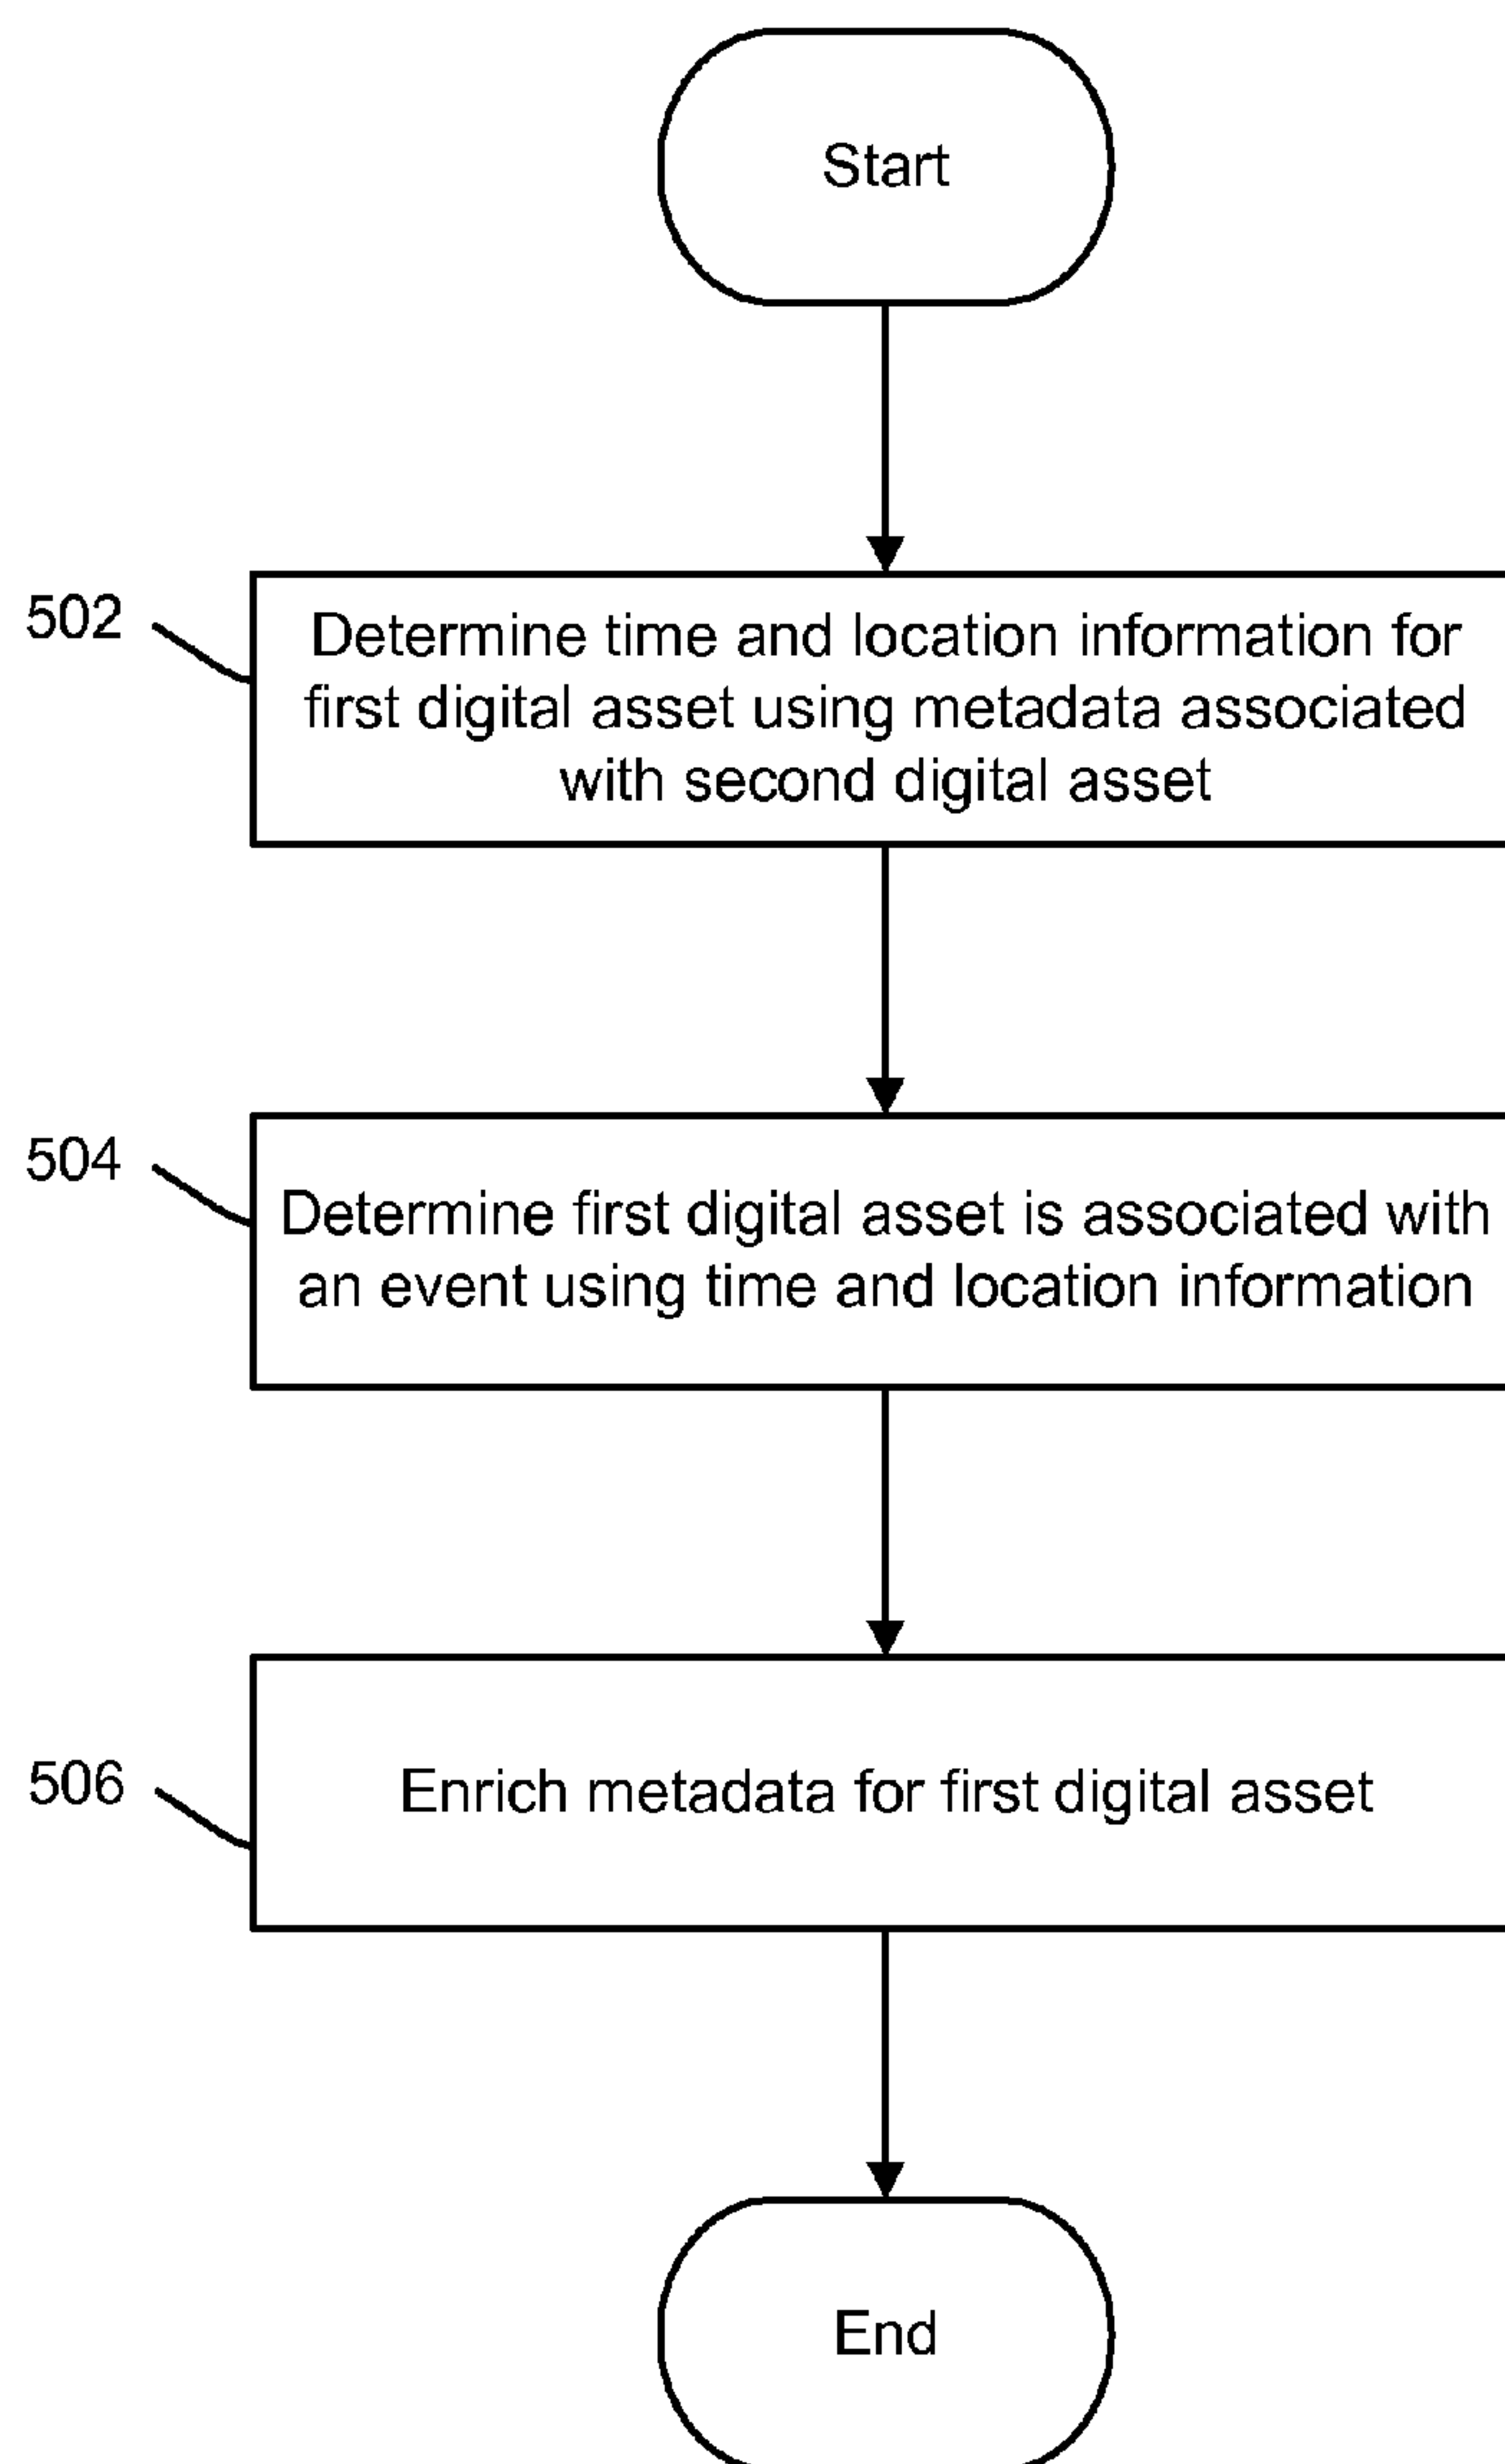 Start
502
Determine time and location information for
first digital asset using metadata associated
with second digital asset
504
Determine first digital asset is associated with
an event using time and location information
506
Enrich metadata for first digital asset
End